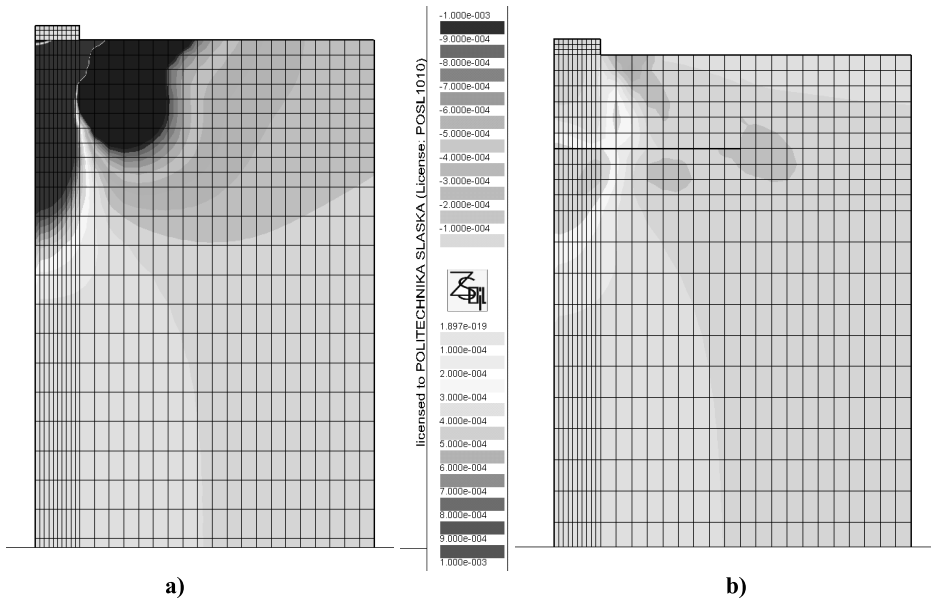 -1.000e-003
-9.000e-004
-8.000e-004
-7.000e-004
-6.000e-004
-5.000e-004
-4.000e-004
-3.000e-004
-2.000e-004
-1.000e-004
licensed to POLITECHNIKA SLASKA (License: POSL1010)
1.897e-019
1.000e-004
2.000e-004
3.000e-004
4.000e-004
5.000e-004
6.000e-004
7.000e-004
8.000e-004
9.000e-004
1.000e-003
a)
b)